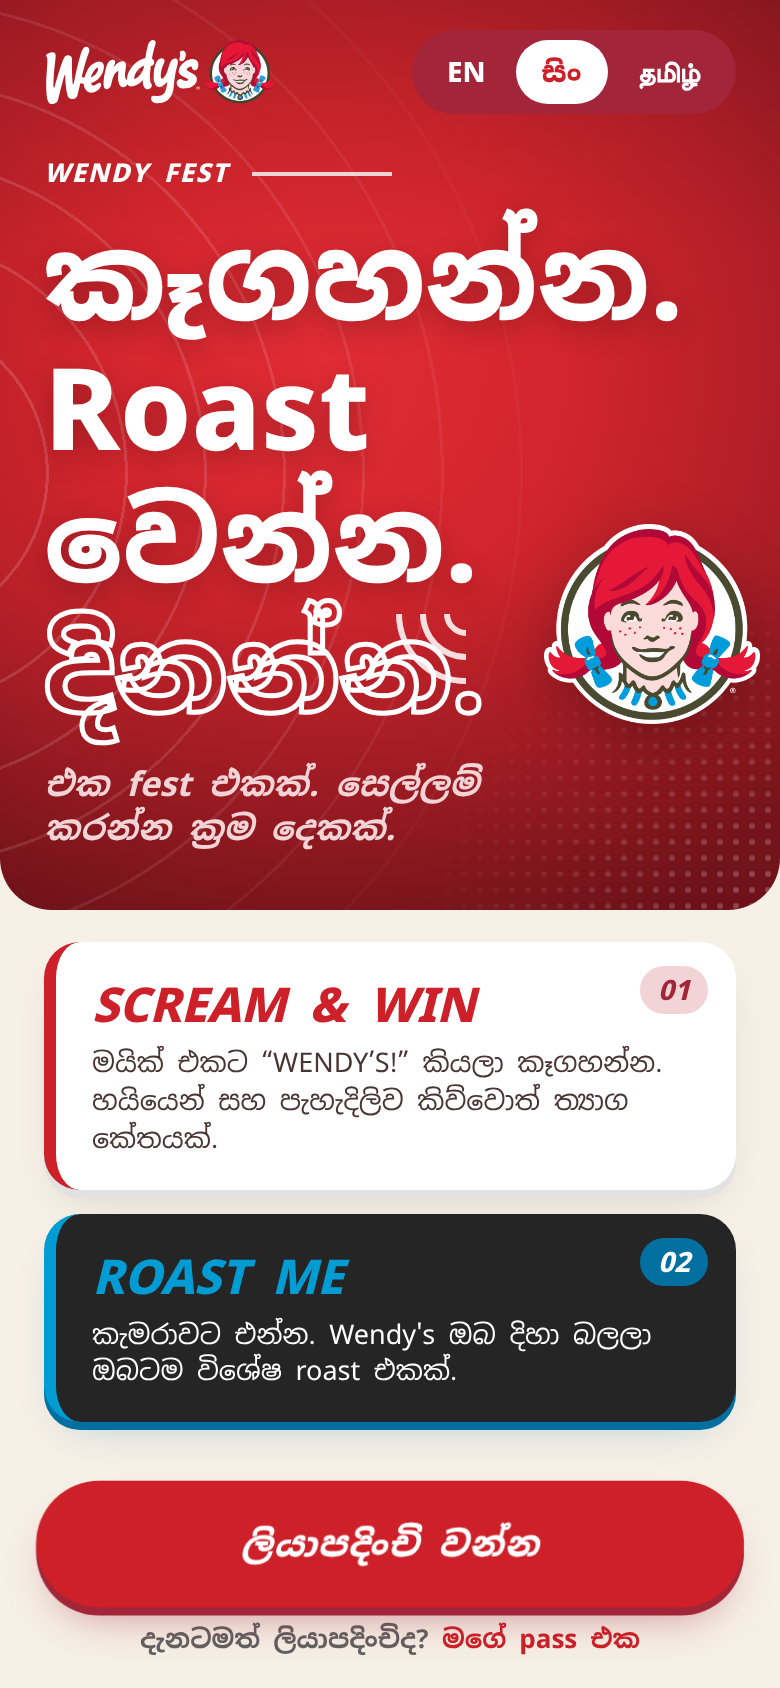 Wendy's
EN සිං தமிழ்
WENDY FEST
කෑගහන්න.
Roast
වෙන්න.
දිනන්න.
එක fest එකක්. සෙල්ලම්
කරන්න ක්‍රම දෙකක්.
SCREAM & WIN
01
මයික් එකට “WENDY’S!” කියලා කෑගහන්න.
හයියෙන් සහ පැහැදිලිව කිව්වොත් ත්‍යාග
කේතයක්.
ROAST ME
02
කැමරාවට එන්න. Wendy's ඔබ දිහා බලලා
ඔබටම විශේෂ roast එකක්.
ලියාපදිංචි වන්න
දැනටමත් ලියාපදිංචිද? මගේ pass එක